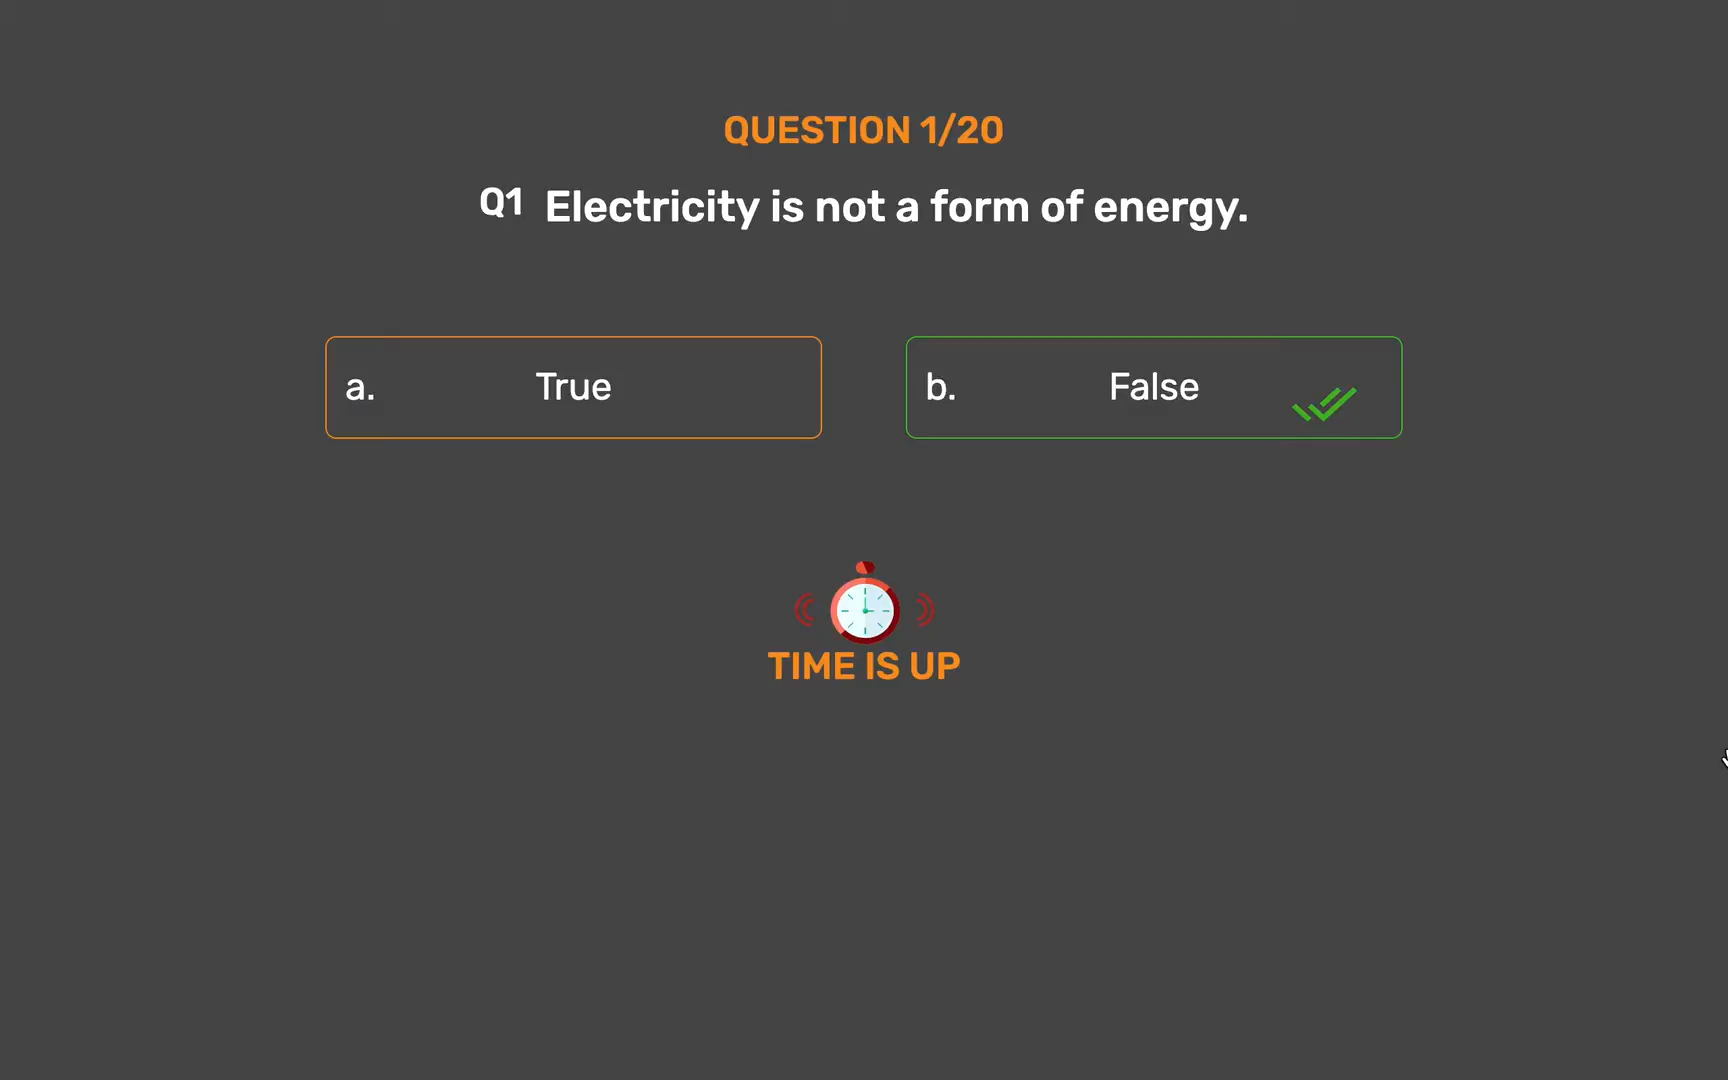 QUESTION 1/20
Q1 Electricity is not a form of energy.
a. True
b. False
TIME IS UP